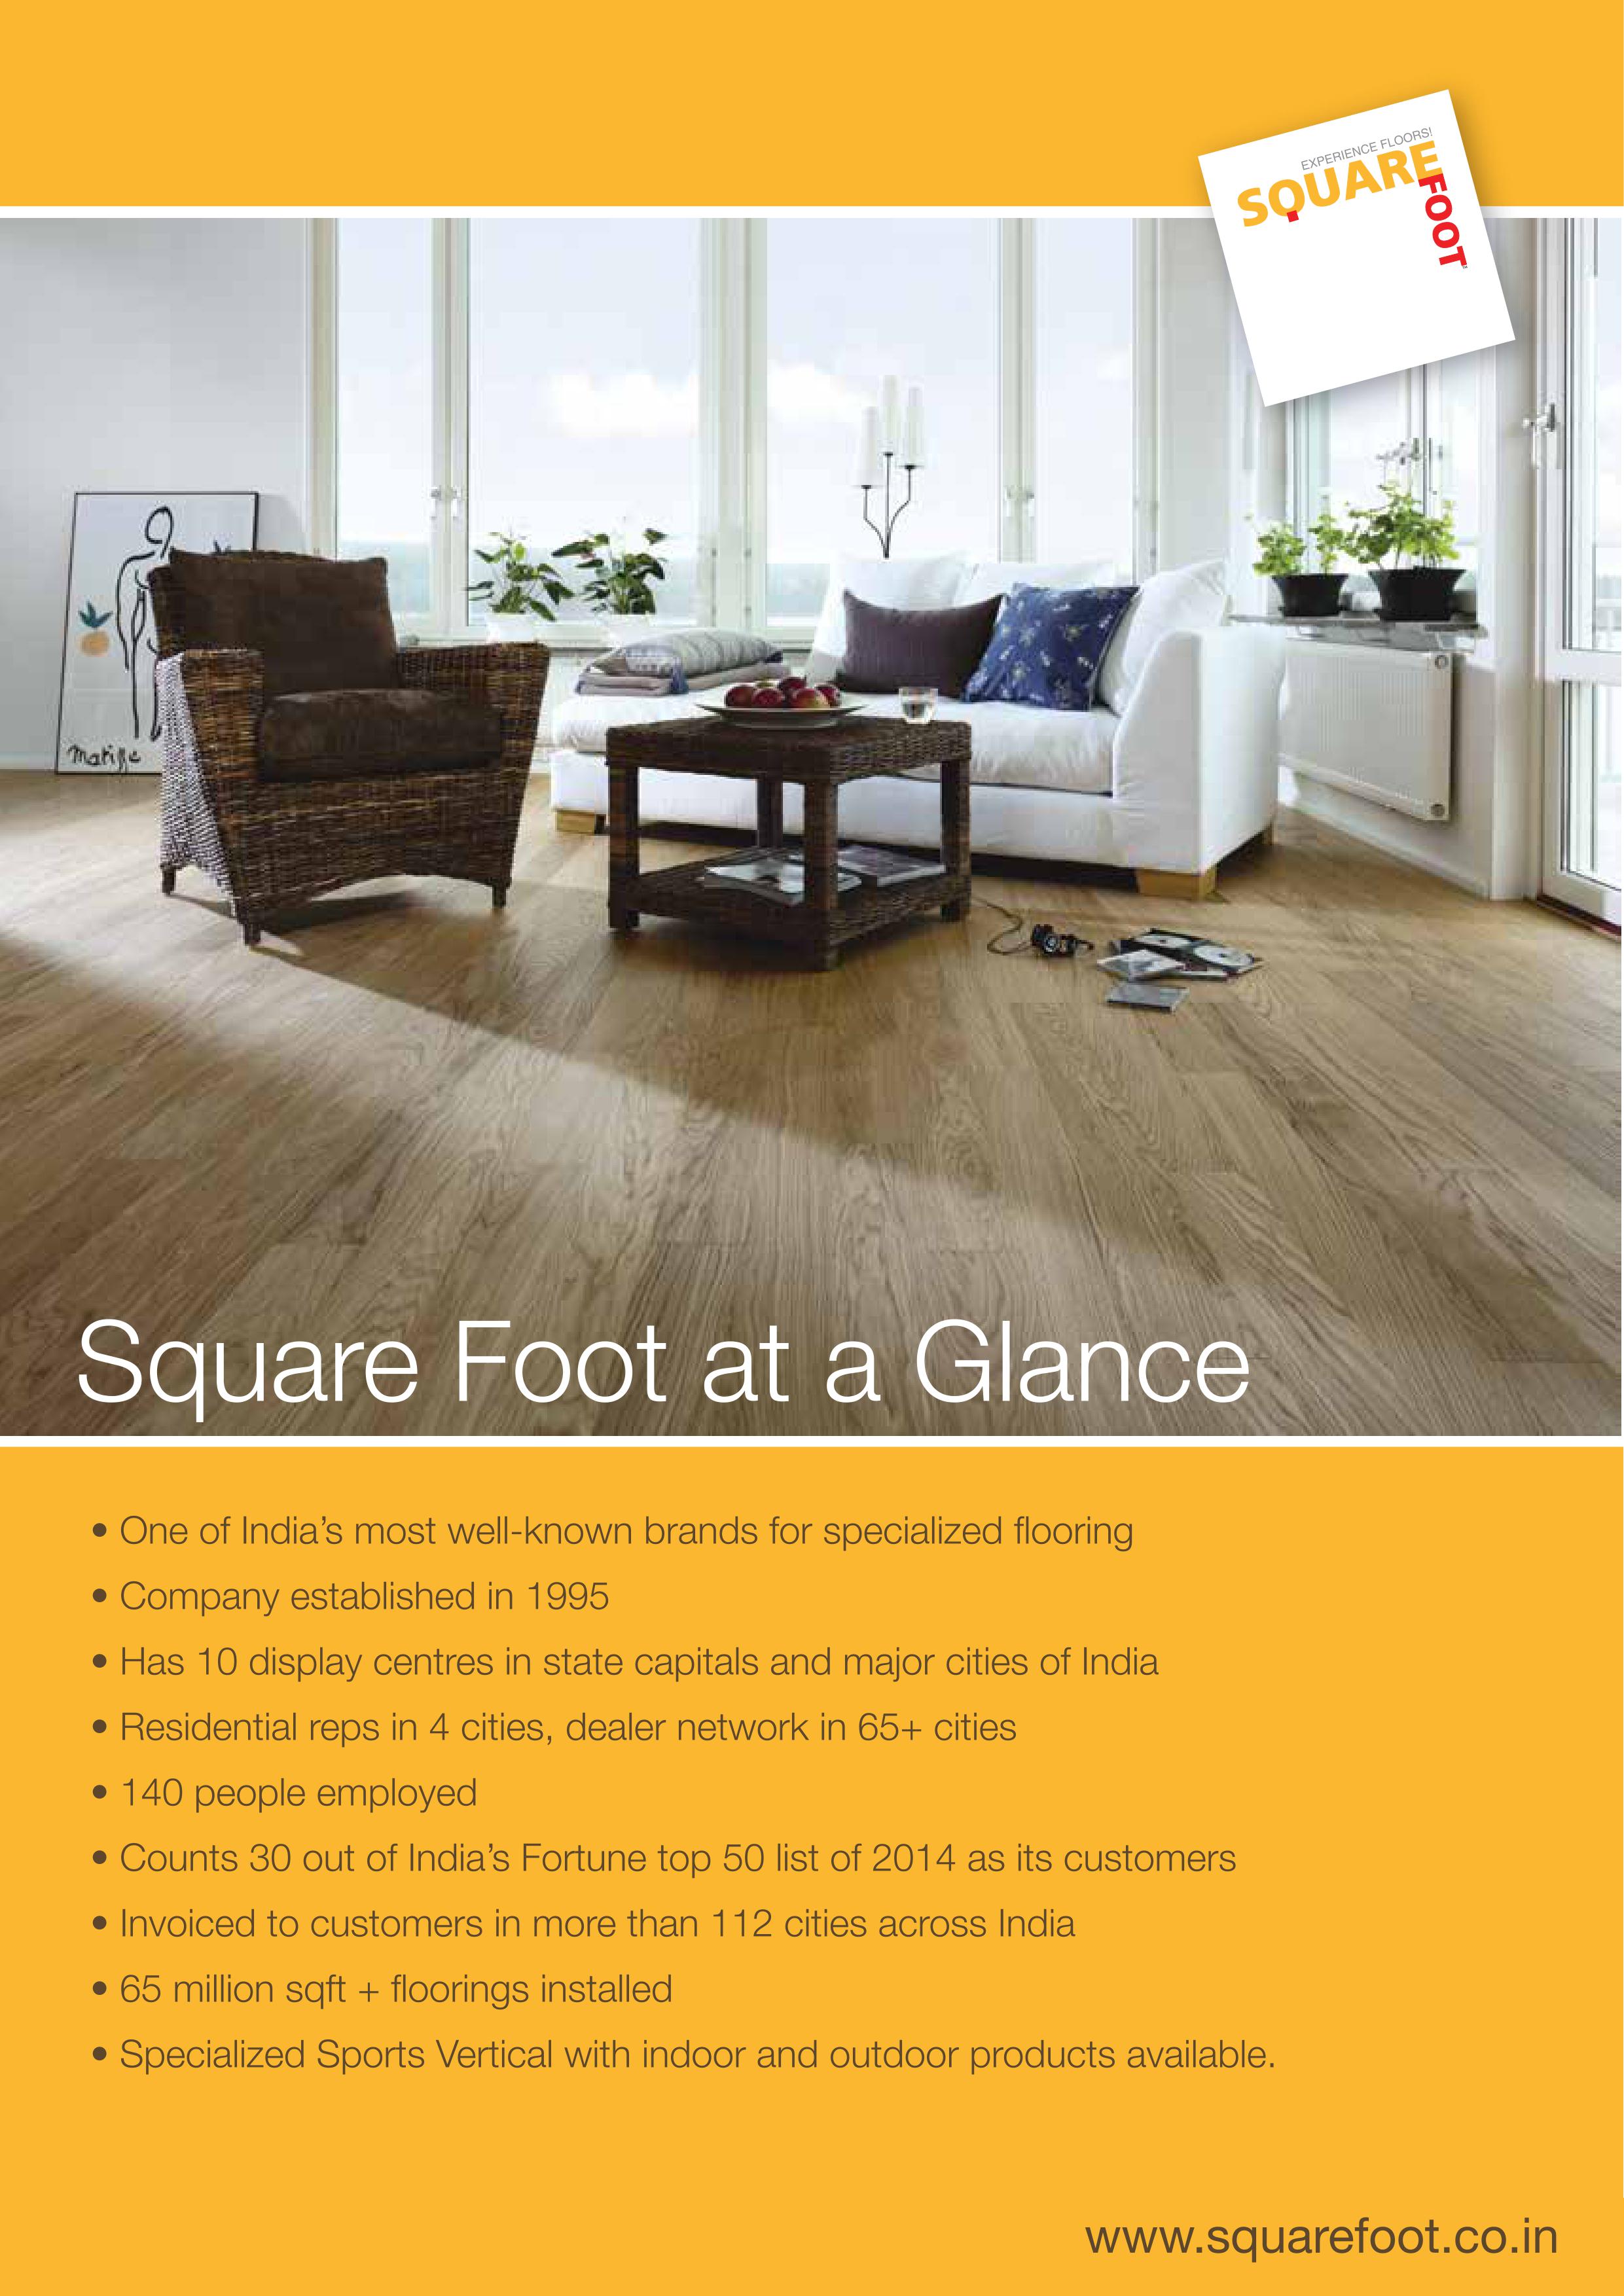 EXPERIENCE FLOORS!
SQUARE
FOOT
matisse
Square Foot at a Glance
• One of India’s most well-known brands for specialized flooring
• Company established in 1995
• Has 10 display centres in state capitals and major cities of India
• Residential reps in 4 cities, dealer network in 65+ cities
• 140 people employed
• Counts 30 out of India’s Fortune top 50 list of 2014 as its customers
• Invoiced to customers in more than 112 cities across India
• 65 million sqft + floorings installed
• Specialized Sports Vertical with indoor and outdoor products available.
www.squarefoot.co.in